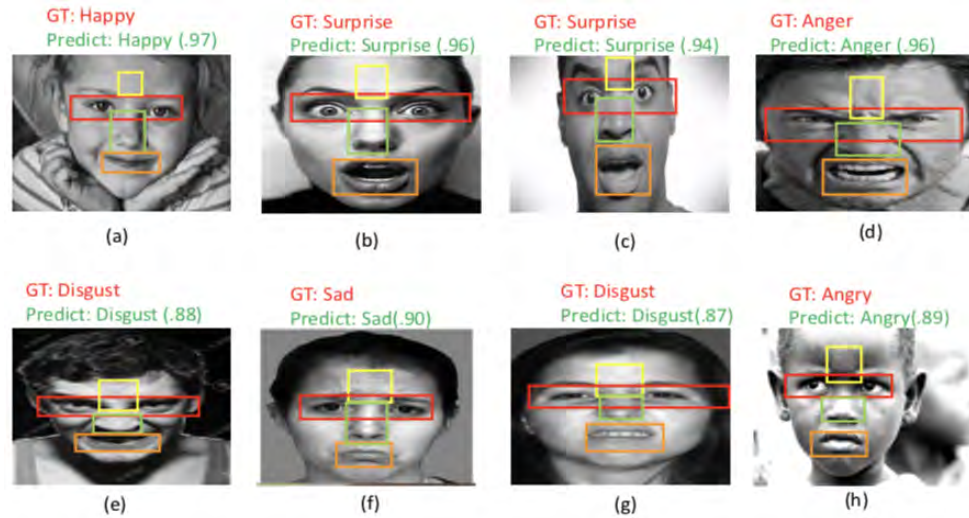 GT: Happy
Predict: Happy (.97)
GT: Surprise
Predict: Surprise (.96)
GT: Surprise
Predict: Surprise (.94)
GT: Anger
Predict: Anger (.96)
(a)
(b)
(c)
(d)
GT: Disgust
Predict: Disgust (.88)
GT: Sad
Predict: Sad(.90)
GT: Disgust
Predict: Disgust(.87)
GT: Angry
Predict: Angry(.89)
(e)
(f)
(g)
(h)